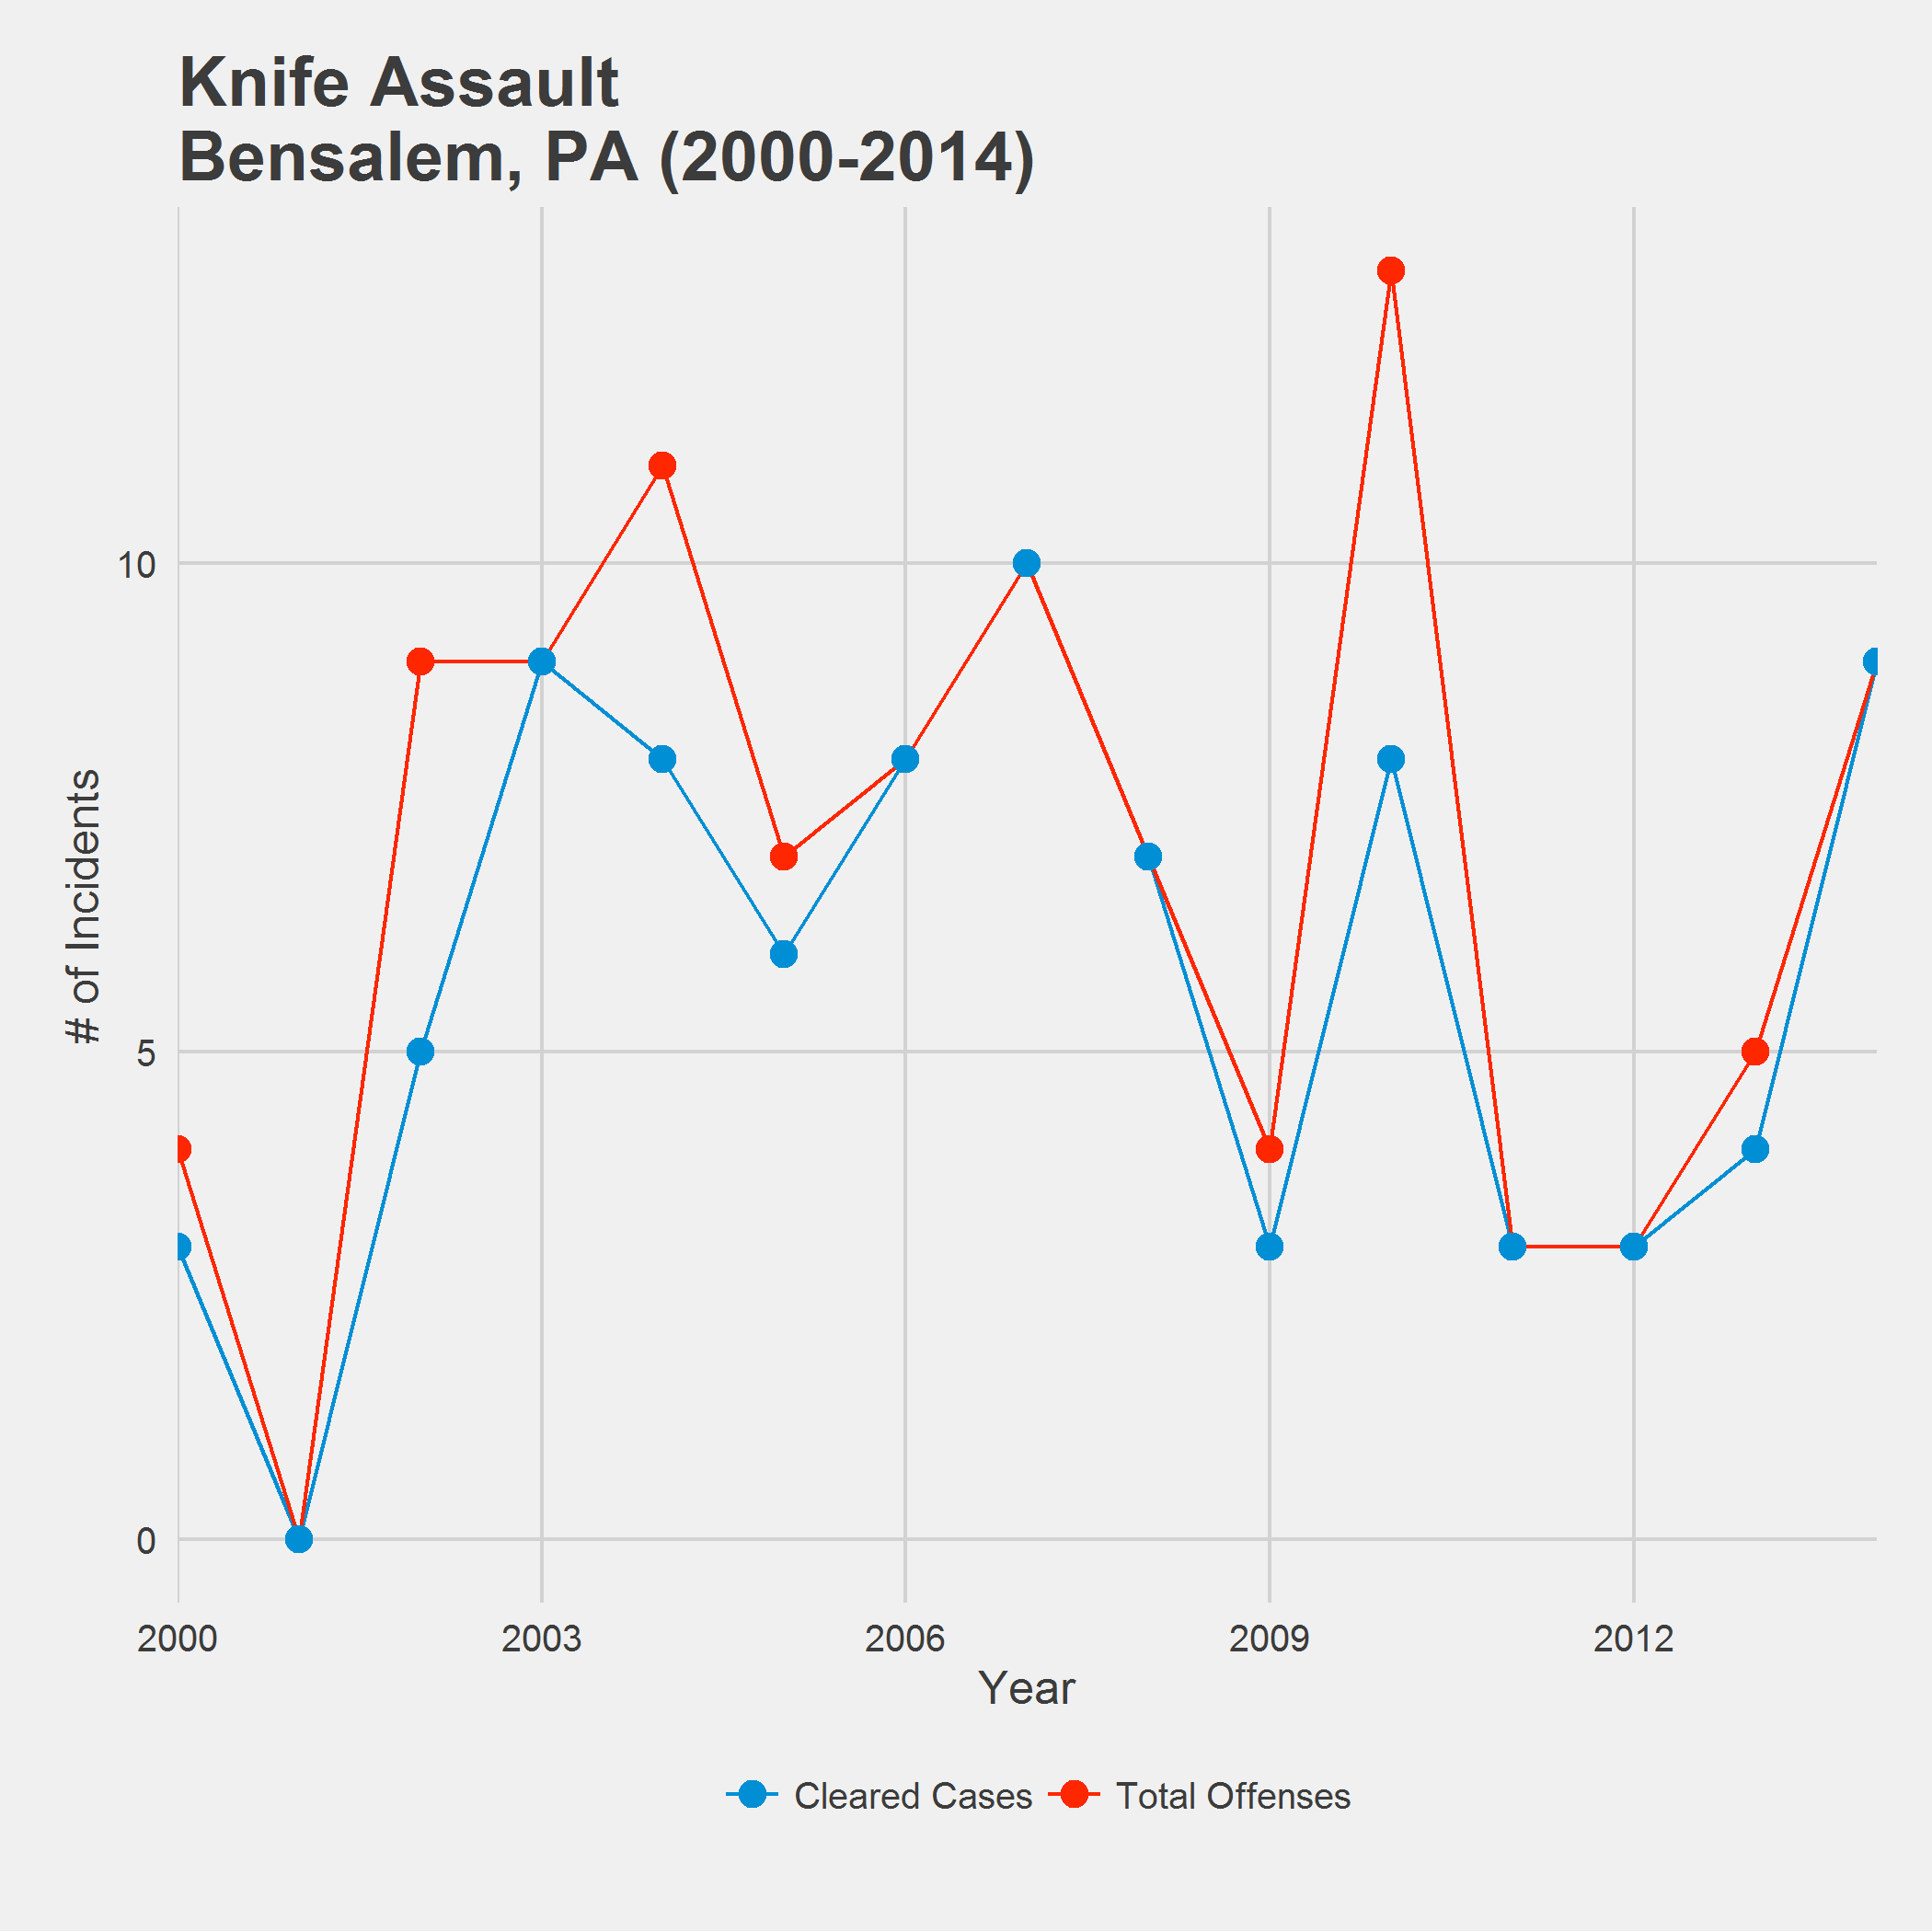 Knife Assault
Bensalem, PA (2000-2014)
10
5
0
# of Incidents
2000 2003 2006 2009 2012
Year
Cleared Cases Total Offenses